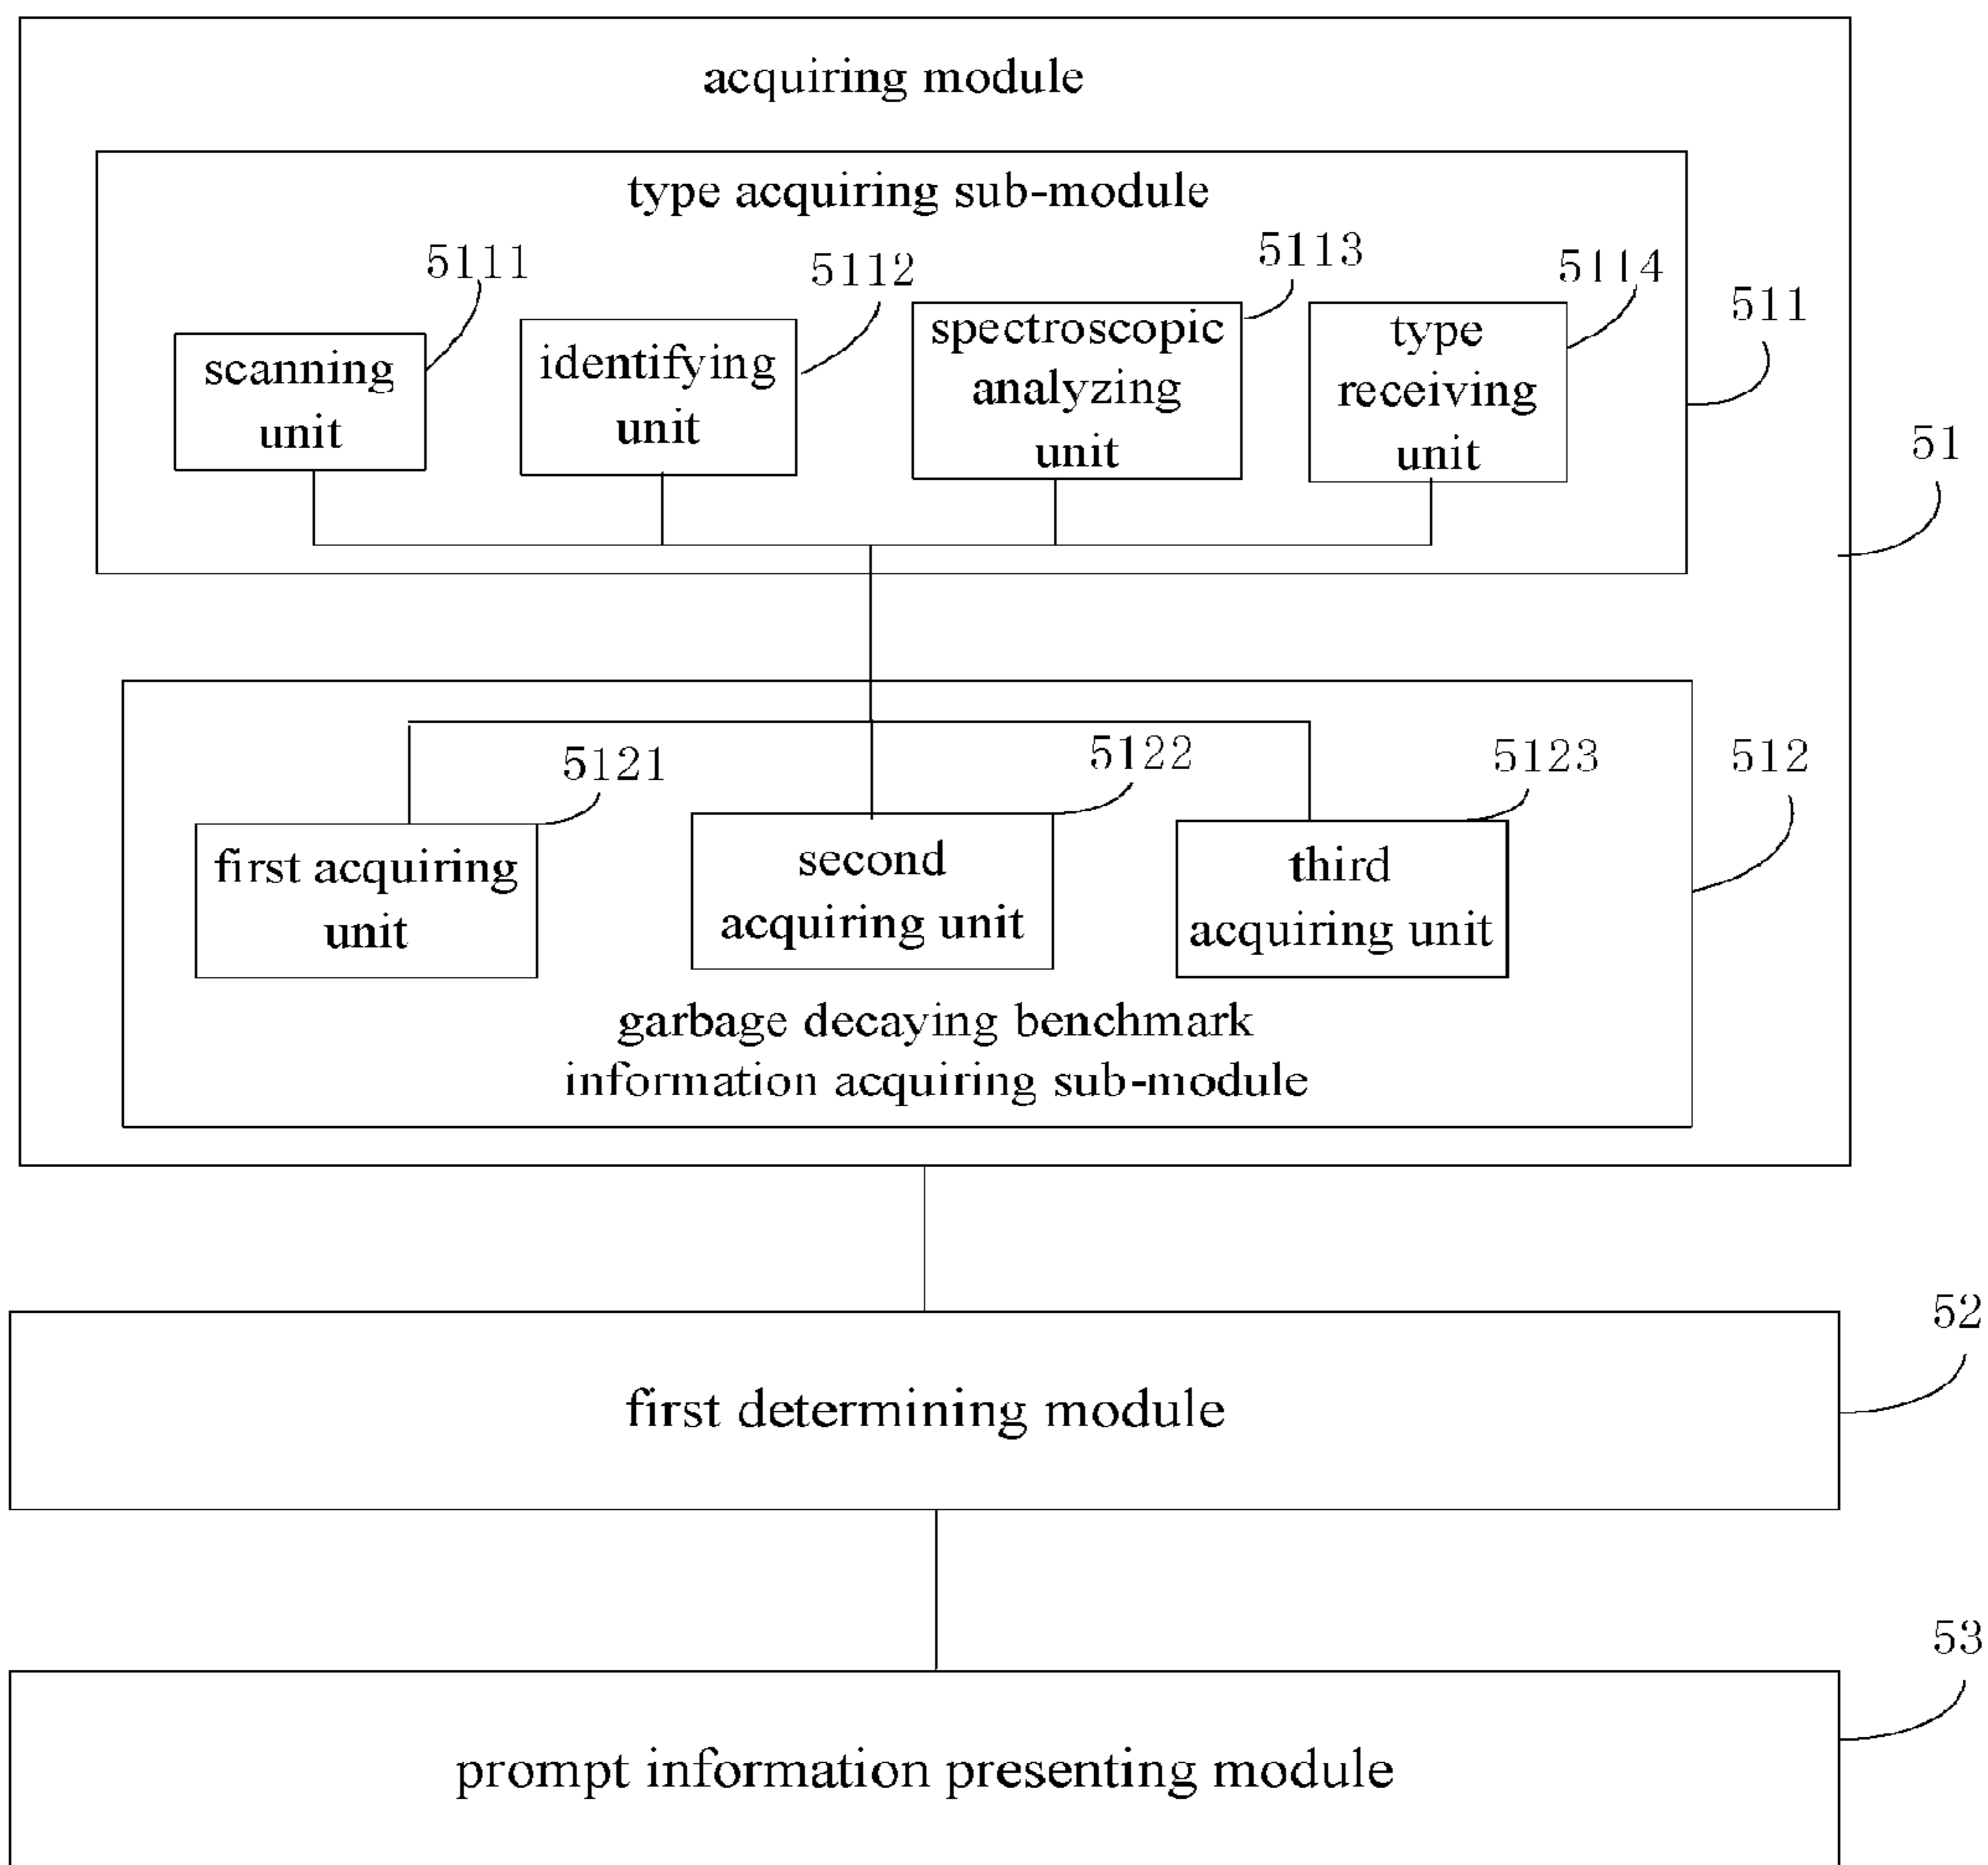 acquiring module
type acquiring sub-module
5111
5112
5113
5114
511
scanning
unit
identifying
unit
spectroscopic
analyzing
unit
type
receiving
unit
51
5121
5122
5123
512
first acquiring
unit
second
acquiring unit
third
acquiring unit
garbage decaying benchmark
information acquiring sub-module
52
first determining module
53
prompt information presenting module